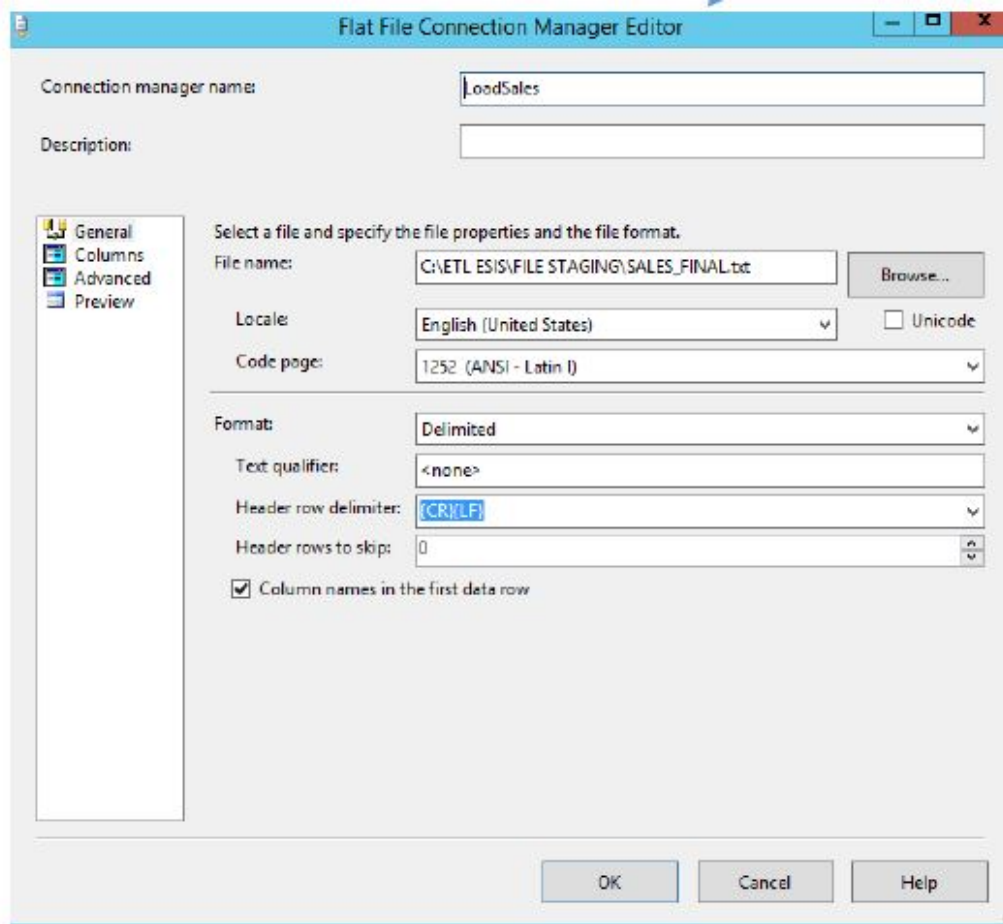 Flat File Connection Manager Editor
Connection manager name: LoadSales
Description:
General
Columns
Advanced
Preview
Select a file and specify the file properties and the file format.
File name: C:\ETL ESIS\FILE STAGING\SALES_FINAL.txt Browse...
Locale: English (United States) Unicode
Code page: 1252 (ANSI - Latin I)
Format: Delimited
Text qualifier: <none>
Header row delimiter: {CR}{LF}
Header rows to skip: 0
Column names in the first data row
OK Cancel Help